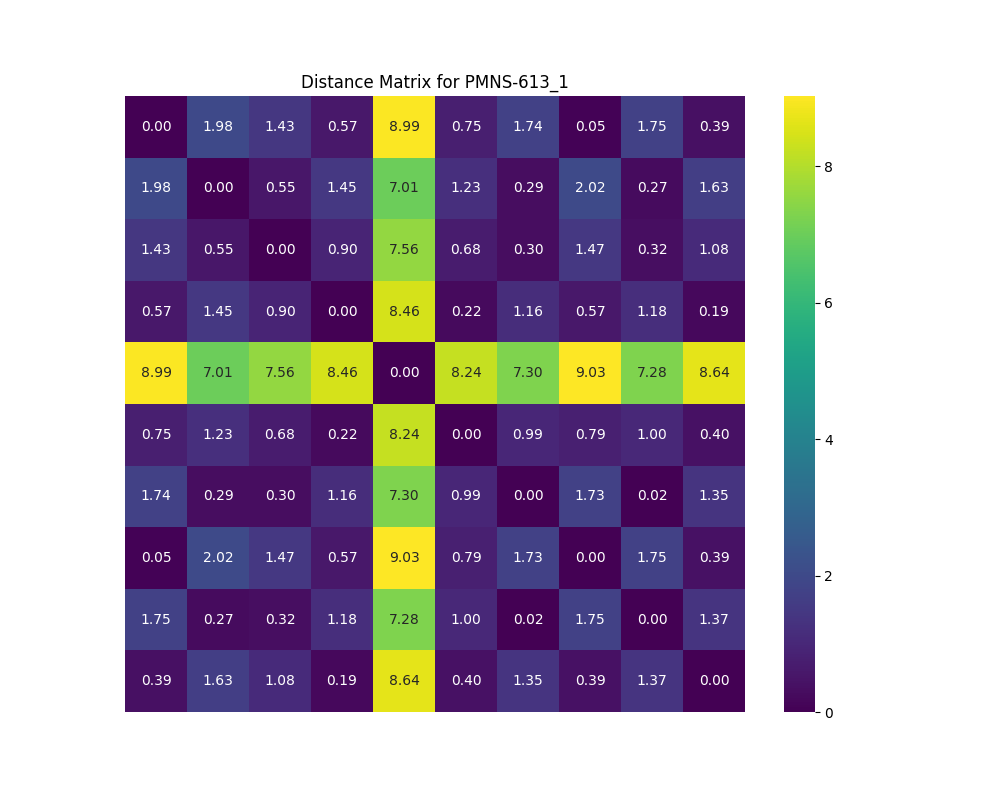 Distance Matrix for PMNS-613_1
0.00 1.98 1.43 0.57 8.99 0.75 1.74 0.05 1.75 0.39
1.98 0.00 0.55 1.45 7.01 1.23 0.29 2.02 0.27 1.63
1.43 0.55 0.00 0.90 7.56 0.68 0.30 1.47 0.32 1.08
0.57 1.45 0.90 0.00 8.46 0.22 1.16 0.57 1.18 0.19
8.99 7.01 7.56 8.46 0.00 8.24 7.30 9.03 7.28 8.64
0.75 1.23 0.68 0.22 8.24 0.00 0.99 0.79 1.00 0.40
1.74 0.29 0.30 1.16 7.30 0.99 0.00 1.73 0.02 1.35
0.05 2.02 1.47 0.57 9.03 0.79 1.73 0.00 1.75 0.39
1.75 0.27 0.32 1.18 7.28 1.00 0.02 1.75 0.00 1.37
0.39 1.63 1.08 0.19 8.64 0.40 1.35 0.39 1.37 0.00
8
6
4
2
0